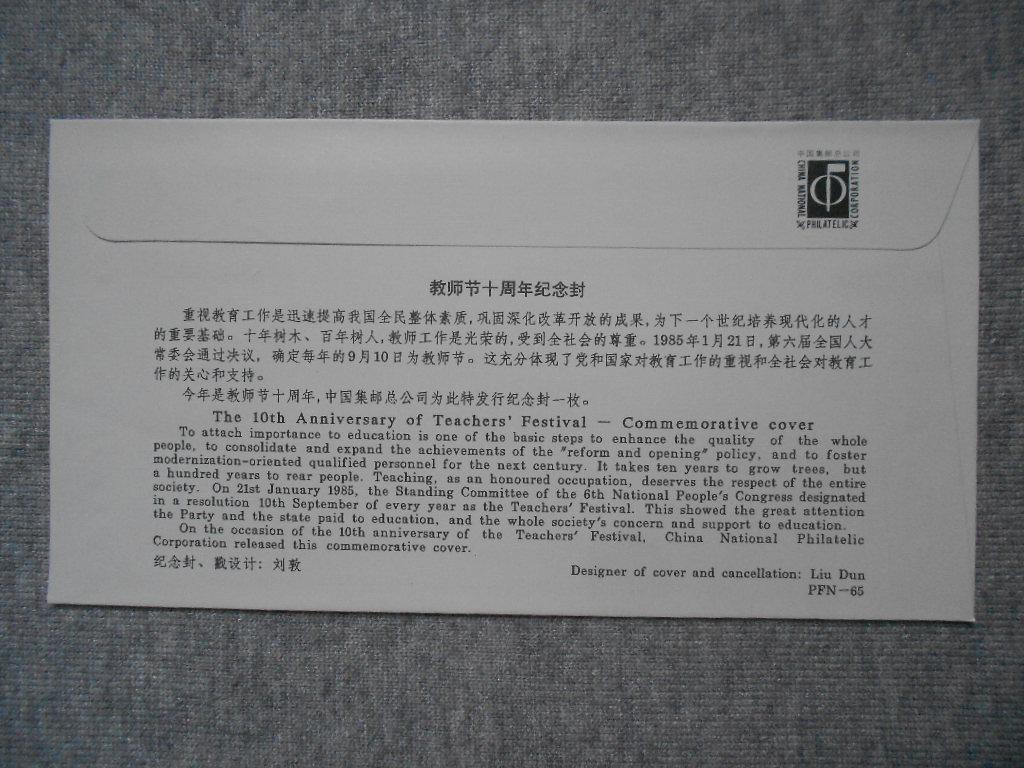 中国集邮总公司
CHINA NATIONAL
PHILATELIC
CORPORATION
教师节十周年纪念封
重视教育工作是迅速提高我国全民整体素质,巩固深化改革开放的成果,为下一个世纪培养现代化的人才
的重要基础。十年树木、百年树人,教师工作是光荣的,受到全社会的尊重。1985年1月21日,第六届全国人大
常委会通过决议,确定每年的9月10日为教师节。这充分体现了党和国家对教育工作的重视和全社会对教育工
作的关心和支持。
今年是教师节十周年,中国集邮总公司为此特发行纪念封一枚。
The 10th Anniversary of Teachers' Festival — Commemorative cover
To attach importance to education is one of the basic steps to enhance the quality of the whole
people, to consolidate and expand the achievements of the "reform and opening" policy, and to foster
modernization-oriented qualified personnel for the next century. It takes ten years to grow trees, but
a hundred years to rear people. Teaching, as an honoured occupation, deserves the respect of the entire
society. On 21st January 1985, the Standing Committee of the 6th National People's Congress designated
in a resolution 10th September of every year as the Teachers' Festival. This showed the great attention
the Party and the state paid to education, and the whole society's concern and support to education.
On the occasion of the 10th anniversary of the Teachers' Festival, China National Philatelic
Corporation released this commemorative cover.
纪念封、戳设计:刘敦
Designer of cover and cancellation: Liu Dun
PFN—65